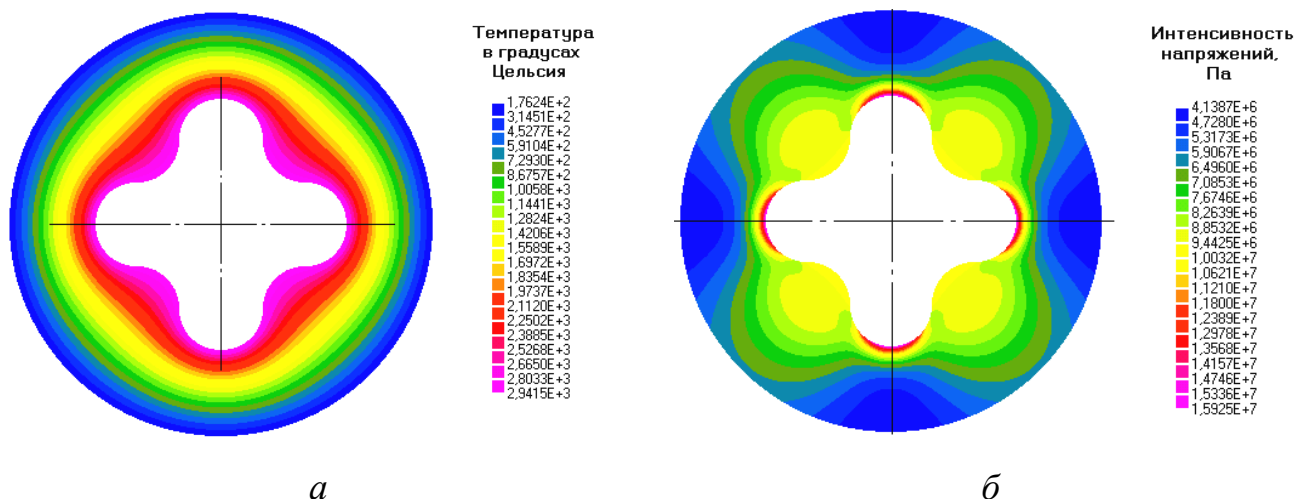 Температура
в градусах
Цельсия
1,7624E+2
3,1451E+2
4,5277E+2
5,9104E+2
7,2930E+2
8,6757E+2
1,0058E+3
1,1441E+3
1,2824E+3
1,4206E+3
1,5589E+3
1,6972E+3
1,8354E+3
1,9737E+3
2,1120E+3
2,2502E+3
2,3885E+3
2,5268E+3
2,6650E+3
2,8033E+3
2,9415E+3
а
Интенсивность
напряжений,
Па
4,1387E+6
4,7280E+6
5,3173E+6
5,9067E+6
6,4960E+6
7,0853E+6
7,6746E+6
8,2639E+6
8,8532E+6
9,4425E+6
1,0032E+7
1,0621E+7
1,1210E+7
1,1800E+7
1,2389E+7
1,2978E+7
1,3568E+7
1,4157E+7
1,4746E+7
1,5336E+7
1,5925E+7
б